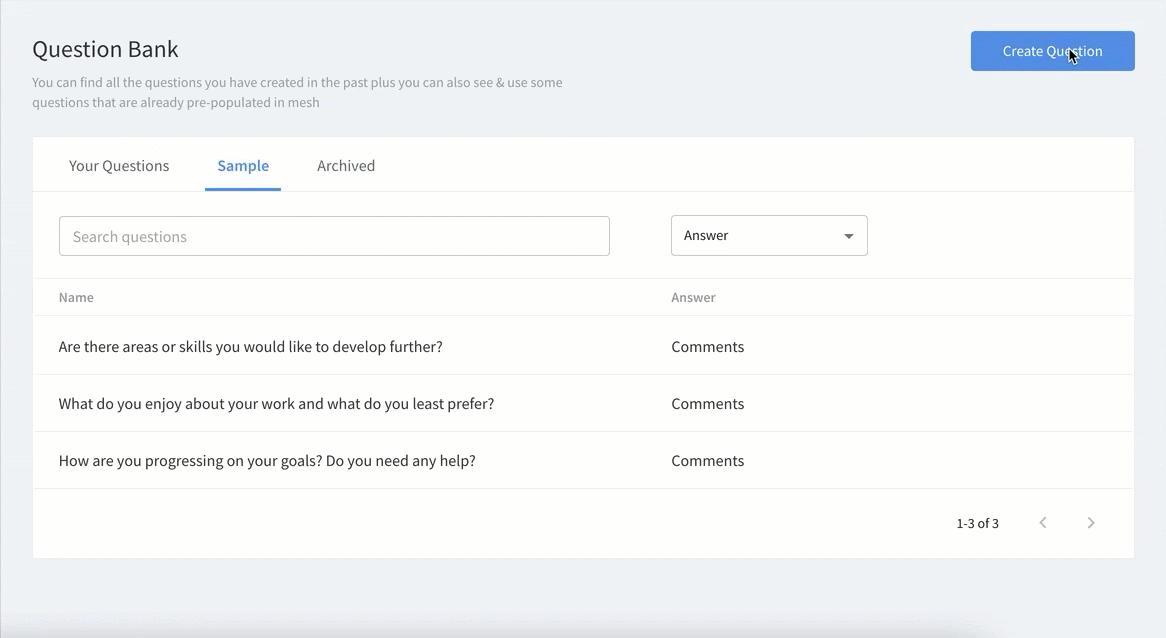 Question Bank
Create Question
You can find all the questions you have created in the past plus you can also see & use some
questions that are already pre-populated in mesh
Your Questions
Sample
Archived
Search questions
Answer
Name
Answer
Are there areas or skills you would like to develop further?
Comments
What do you enjoy about your work and what do you least prefer?
Comments
How are you progressing on your goals? Do you need any help?
Comments
1-3 of 3